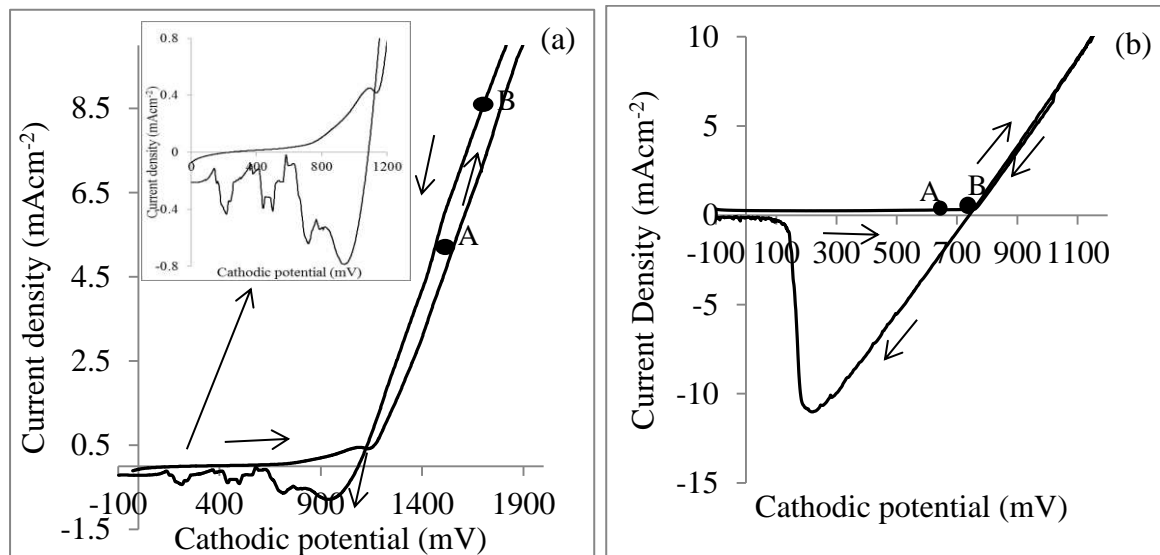 (a)
Current density (mAcm-2)
8.5
6.5
4.5
2.5
0.5
-1.5
-100
400
900
1400
1900
Cathodic potential (mV)
A
B
Current density (mAcm-2)
0.8
0.4
0
-0.4
-0.8
0
400
800
1200
Cathodic potential (mV)
(b)
Current Density (mAcm-2)
10
5
0
-5
-10
-15
-100
100
300
500
700
900
1100
A
B
Cathodic potential (mV)